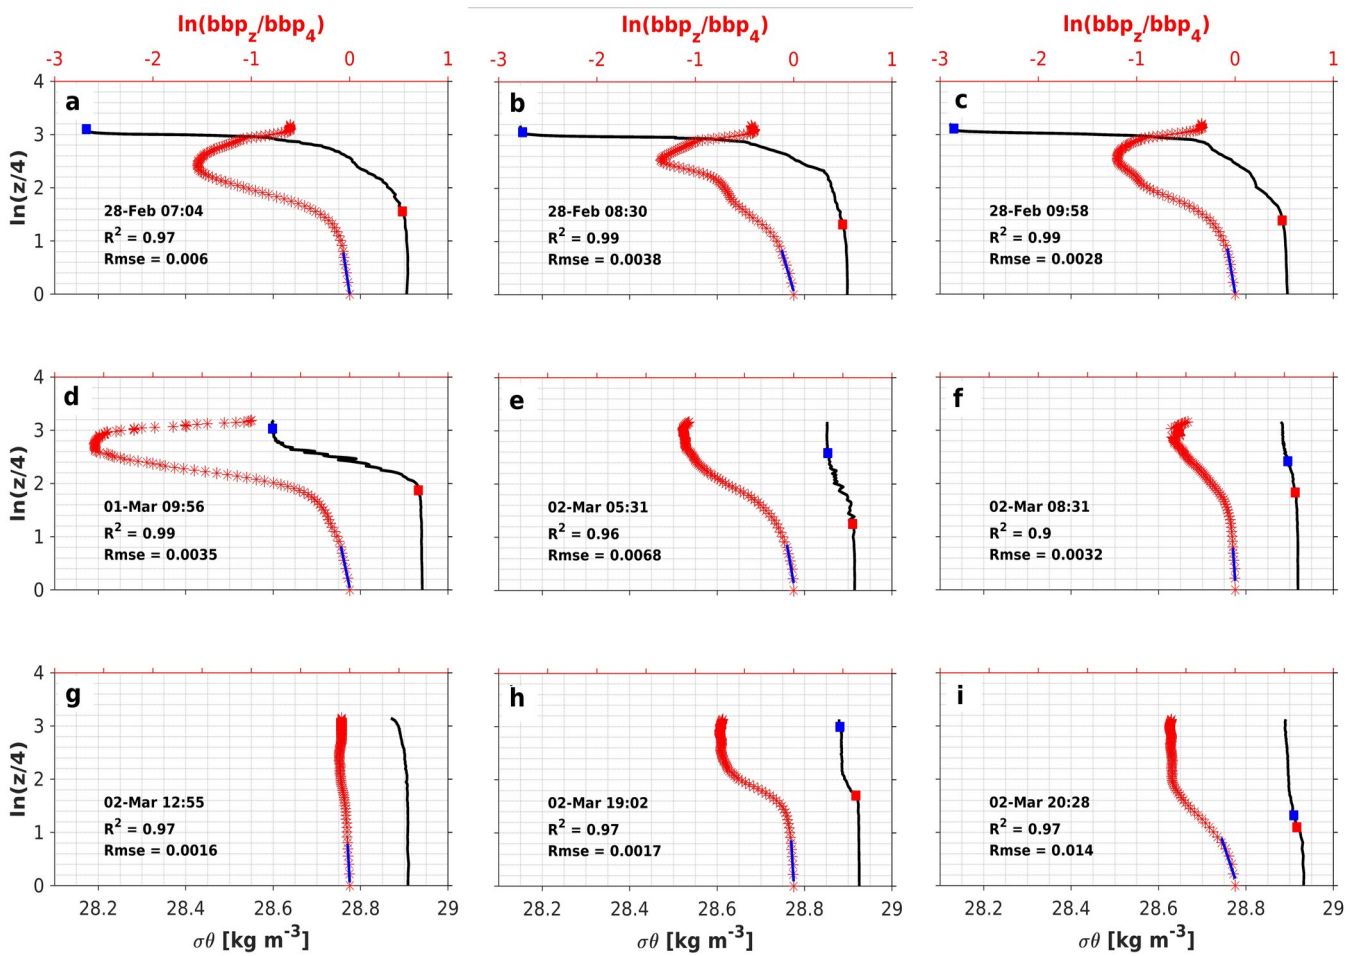 ln(bbp_z/bbp_4) ln(bbp_z/bbp_4) ln(bbp_z/bbp_4)
-3 -2 -1 0 1 -3 -2 -1 0 1 -3 -2 -1 0 1
a b c
4
3
2
1
0
ln(z/4)
28-Feb 07:04
R² = 0.97
Rmse = 0.006
28-Feb 08:30
R² = 0.99
Rmse = 0.0038
28-Feb 09:58
R² = 0.99
Rmse = 0.0028
d e f
4
3
2
1
0
ln(z/4)
01-Mar 09:56
R² = 0.99
Rmse = 0.0035
02-Mar 05:31
R² = 0.96
Rmse = 0.0068
02-Mar 08:31
R² = 0.9
Rmse = 0.0032
g h i
4
3
2
1
0
ln(z/4)
02-Mar 12:55
R² = 0.97
Rmse = 0.0016
02-Mar 19:02
R² = 0.97
Rmse = 0.0017
02-Mar 20:28
R² = 0.97
Rmse = 0.014
28.2 28.4 28.6 28.8 29 28.2 28.4 28.6 28.8 29 28.2 28.4 28.6 28.8 29
σθ [kg m⁻³] σθ [kg m⁻³] σθ [kg m⁻³]